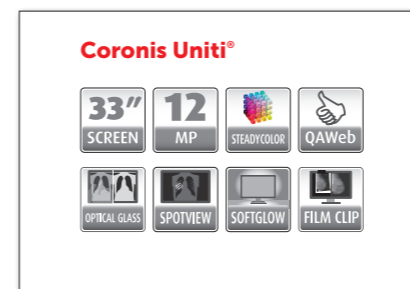 Coronis Uniti®
33" 12
SCREEN MP STEADYCOLOR QAWeb
OPTICAL GLASS SPOTVIEW SOFTGLOW FILM CLIP